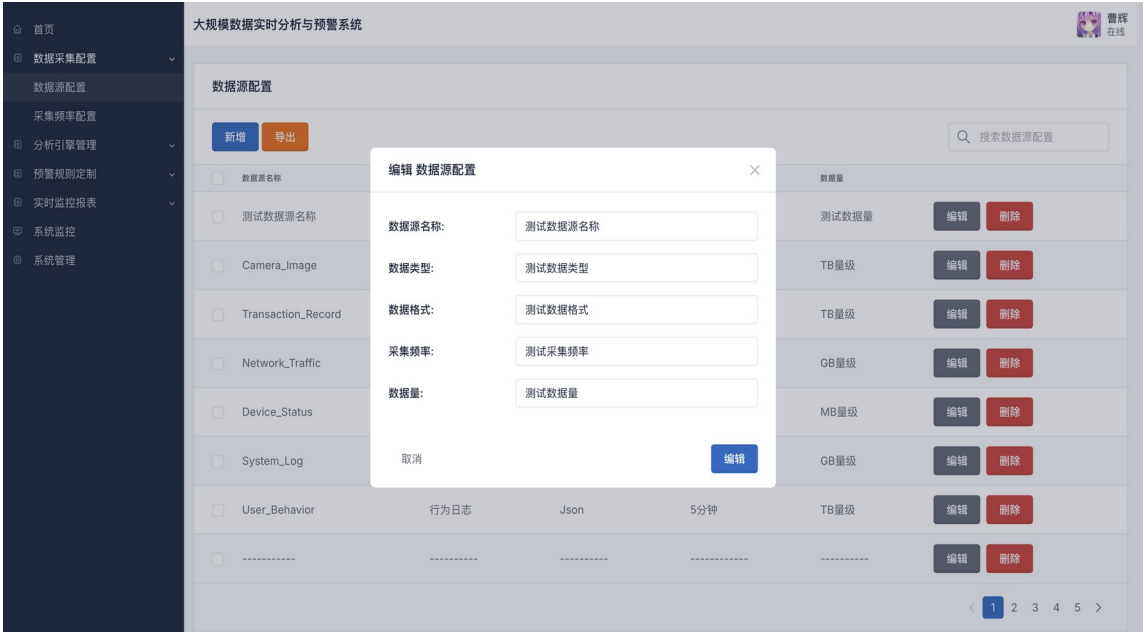 首页
数据采集配置
数据源配置
采集频率配置
分析引擎管理
预警规则定制
实时监控报表
系统监控
系统管理
大规模数据实时分析与预警系统
曹辉
在线
数据源配置
新增 导出 搜索数据源配置
数据源名称 数据量
测试数据源名称 测试数据量 编辑 删除
Camera_Image TB量级 编辑 删除
Transaction_Record TB量级 编辑 删除
Network_Traffic GB量级 编辑 删除
Device_Status MB量级 编辑 删除
System_Log GB量级 编辑 删除
User_Behavior 行为日志 Json 5分钟 TB量级 编辑 删除
----------- ---------- ---------- ------------ ---------- 编辑 删除
< 1 2 3 4 5 >
编辑 数据源配置
数据源名称: 测试数据源名称
数据类型: 测试数据类型
数据格式: 测试数据格式
采集频率: 测试采集频率
数据量: 测试数据量
取消 编辑